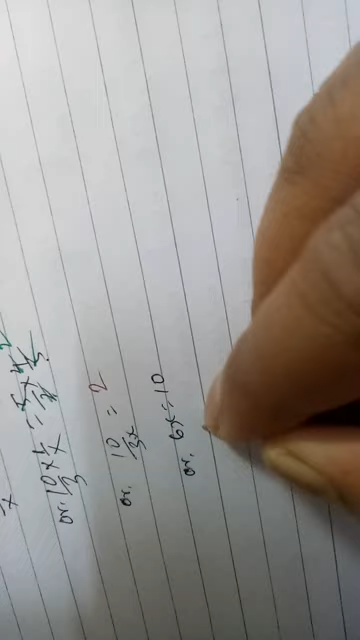 x
or. 10/3 × 1/x =
or. 10/3x = 2
or. 6x = 10